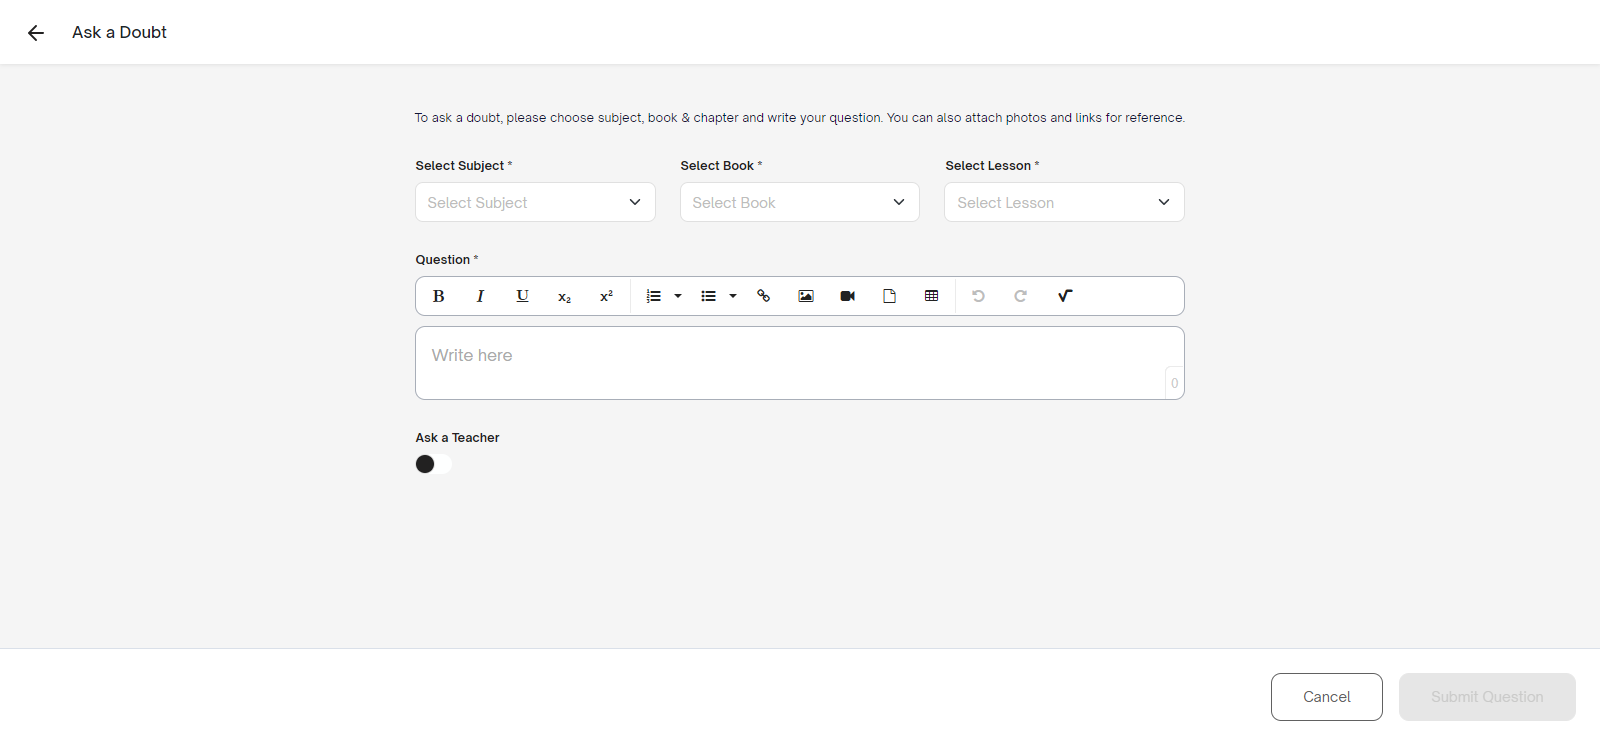 Ask a Doubt
To ask a doubt, please choose subject, book & chapter and write your question. You can also attach photos and links for reference.
Select Subject * Select Book * Select Lesson *
Select Subject Select Book Select Lesson
Question *
B I U x₂ x²
Write here
0
Ask a Teacher
Cancel Submit Question